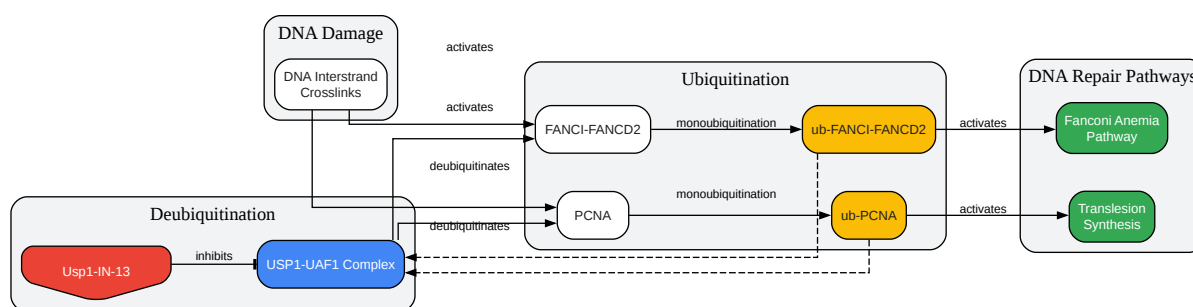 DNA Damage
DNA Interstrand
Crosslinks
activates
activates
Ubiquitination
FANCI-FANCD2
monoubiquitination
ub-FANCI-FANCD2
activates
DNA Repair Pathways
Fanconi Anemia
Pathway
deubiquitinates
PCNA
monoubiquitination
ub-PCNA
activates
Translesion
Synthesis
deubiquitinates
Deubiquitination
Usp1-IN-13
inhibits
USP1-UAF1 Complex